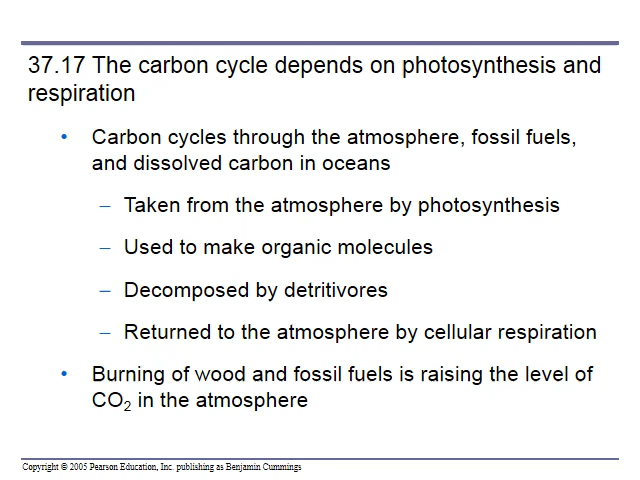 37.17 The carbon cycle depends on photosynthesis and
respiration
• Carbon cycles through the atmosphere, fossil fuels,
and dissolved carbon in oceans
– Taken from the atmosphere by photosynthesis
– Used to make organic molecules
– Decomposed by detritivores
– Returned to the atmosphere by cellular respiration
• Burning of wood and fossil fuels is raising the level of
CO₂ in the atmosphere
Copyright © 2005 Pearson Education, Inc. publishing as Benjamin Cummings